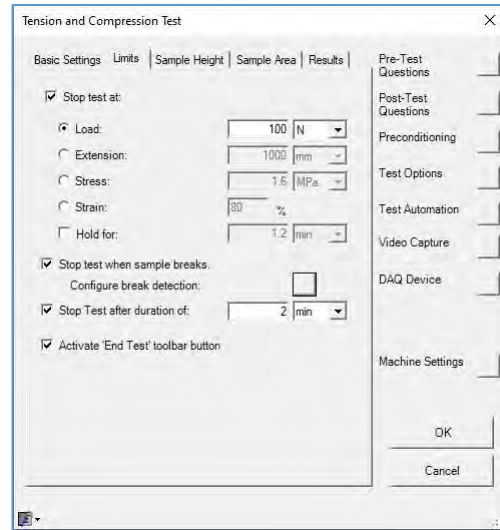 Tension and Compression Test
Basic Settings Limits Sample Height Sample Area Results
Stop test at:
Load: 100 N
Extension: 1000 mm
Stress: 1.6 MPa
Strain: 80 %
Hold for: 1.2 min
Stop test when sample breaks.
Configure break detection:
Stop Test after duration of: 2 min
Activate 'End Test' toolbar button
Pre-Test
Questions
Post-Test
Questions
Preconditioning
Test Options
Test Automation
Video Capture
DAQ Device
Machine Settings
OK
Cancel